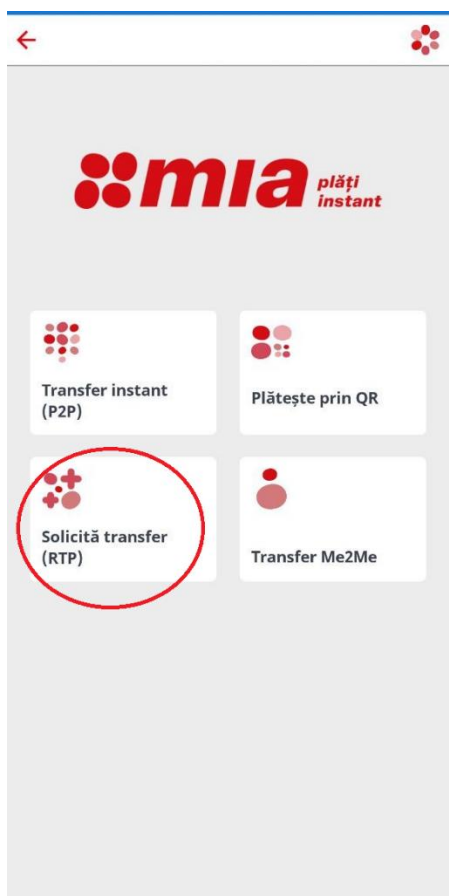 mia plăți
instant
Transfer instant
(P2P)
Plătește prin QR
Solicită transfer
(RTP)
Transfer Me2Me